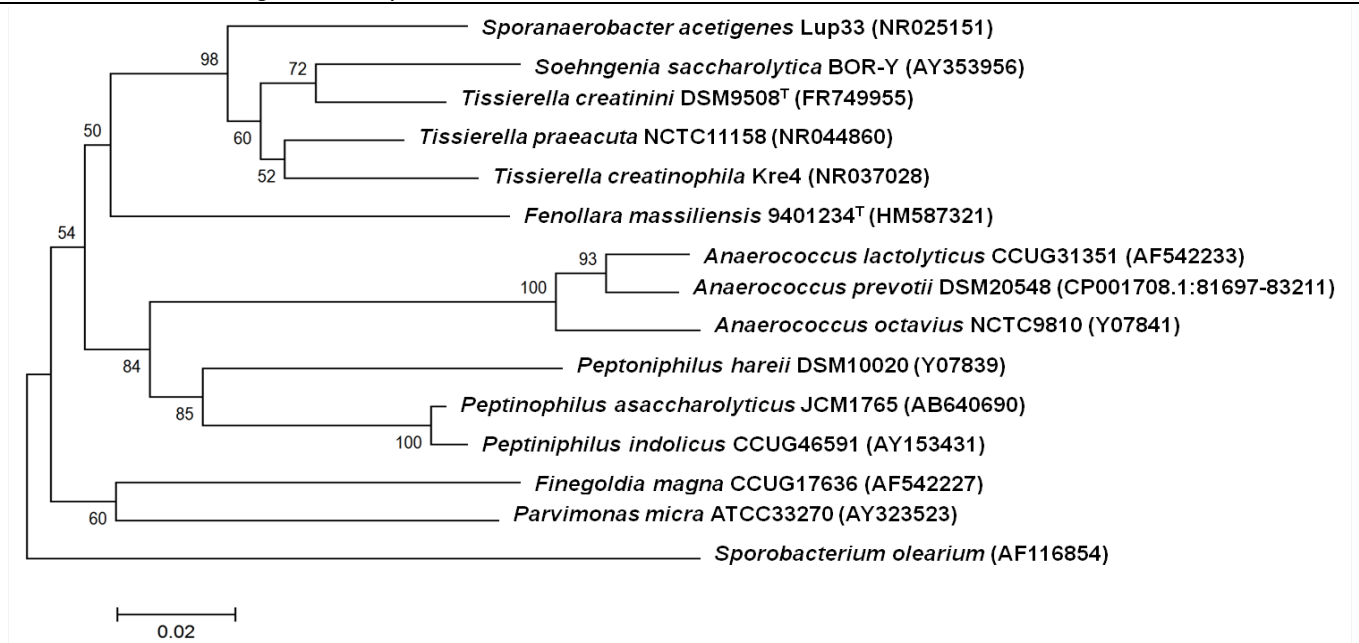 Sporanaerobacter acetigenes Lup33 (NR025151)
98
72
Soehngenia saccharolytica BOR-Y (AY353956)
Tissierella creatinini DSM9508ᵀ (FR749955)
50
60
Tissierella praeacuta NCTC11158 (NR044860)
52
Tissierella creatinophila Kre4 (NR037028)
54
Fenollara massiliensis 9401234ᵀ (HM587321)
93
Anaerococcus lactolyticus CCUG31351 (AF542233)
100
Anaerococcus prevotii DSM20548 (CP001708.1:81697-83211)
Anaerococcus octavius NCTC9810 (Y07841)
84
Peptoniphilus hareii DSM10020 (Y07839)
85
Peptinophilus asaccharolyticus JCM1765 (AB640690)
100
Peptiniphilus indolicus CCUG46591 (AY153431)
Finegoldia magna CCUG17636 (AF542227)
60
Parvimonas micra ATCC33270 (AY323523)
Sporobacterium olearium (AF116854)
0.02